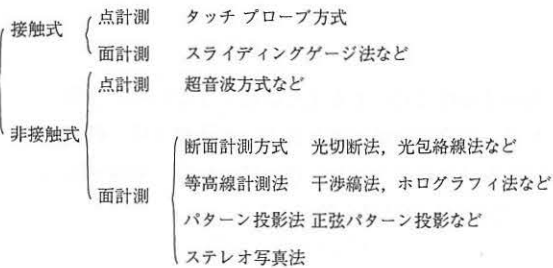 接触式
点計測 タッチ プローブ方式
面計測 スライディングゲージ法など
非接触式
点計測 超音波方式など
面計測
断面計測方式 光切断法，光包絡線法など
等高線計測法 干渉縞法，ホログラフィ法など
パターン投影法 正弦パターン投影など
ステレオ写真法